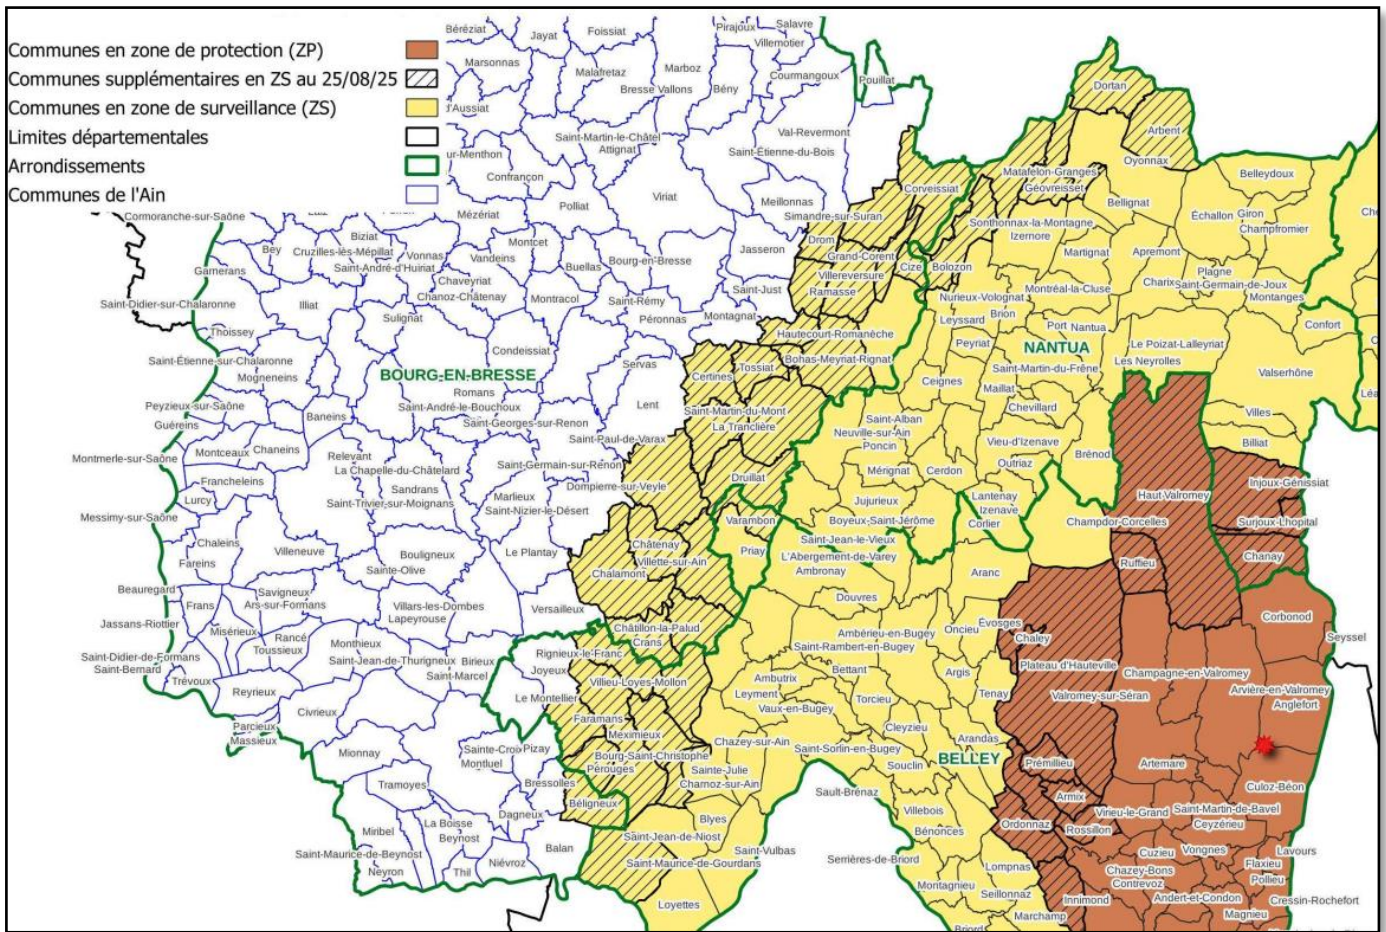 Communes en zone de protection (ZP)
Communes supplémentaires en ZS au 25/08/25
Communes en zone de surveillance (ZS)
Limites départementales
Arrondissements
Communes de l'Ain
Béréziat
Jayat
Foissiat
Pirajoux
Salavre
Villemotier
Marsonnas
Malafretaz
Marboz
Courmangoux
Pouillat
Bresse Vallons
Bény
Dortan
d'Aussiat
Saint-Martin-le-Châtel
Attignat
Val-Revermont
Arbent
ur-Menthon
Saint-Étienne-du-Bois
Oyonnax
Confrançon
Matafelon-Granges
Belleydoux
Géovreisset
Corveissiat
Viriat
Meillonnas
Bellignat
Polliat
Mézériat
Cormoranche-sur-Saône
Simandre-sur-Suran
Échallon
Giron
Champfromier
Sonthonnax-la-Montagne
Izernore
Biziat
Drom
Montcet
Bey
Cruzilles-lès-Mépillat
Vonnas
Vandeins
Jasseron
Grand-Corent
Martignat
Apremont
Saint-André-d'Huiriat
Buellas
Bourg-en-Bresse
Cize
Bolozon
Gamerans
Villereversure
Plagne
Chaveyriat
Ramasse
Charix
Saint-Germain-de-Joux
Montréal-la-Cluse
Saint-Just
Chanoz-Châtenay
Montracol
Saint-Rémy
Nurieux-Volognat
Montanges
Saint-Didier-sur-Chalaronne
Illiat
Sulignat
Péronnas
Montagnat
Leyssard
Brion
Port
Nantua
Confort
Thoissey
Hautecourt-Romanèche
Peyriat
NANTUA
Le Poizat-Lalleyriat
Condeissiat
Bohas-Meyriat-Rignat
Les Neyrolles
Saint-Étienne-sur-Chalaronne
Servas
Tossiat
Saint-Martin-du-Frêne
Valserhône
BOURG-EN-BRESSE
Certines
Mogneneins
Ceignes
Maillat
Romans
Peyzieux-sur-Saône
Saint-André-le-Bouchoux
Lent
Chevillard
Saint-Martin-du-Mont
Villes
Baneins
Saint-Alban
Guéreins
Saint-Georges-sur-Renon
La Tranclière
Neuville-sur-Ain
Saint-Paul-de-Varax
Vieu-d'Izenave
Billiat
Poncin
Montceaux
Chaneins
Relevant
Brénod
Montmerle-sur-Saône
Saint-Germain-sur-Renon
Outriaz
La Chapelle-du-Châtelard
Mérignat
Cerdon
Druillat
Francheleins
Dompierre-sur-Veyle
Injoux-Génissiat
Sandrans
Marlieux
Haut-Valromey
Lurcy
Saint-Trivier-sur-Moignans
Jujurieux
Lantenay
Saint-Nizier-le-Désert
Izenave
Messimy-sur-Saône
Varambon
Boyeux-Saint-Jérôme
Corlier
Champdor-Corcelles
Surjoux-Lhopital
Chaleins
Châtenay
Saint-Jean-le-Vieux
Villeneuve
Bouligneux
Le Plantay
Priay
L'Abergement-de-Varey
Chanay
Fareins
Villette-sur-Ain
Ruffieu
Sainte-Olive
Chalamont
Ambronay
Aranc
Beauregard
Savigneux
Douvres
Frans
Ars-sur-Formans
Villars-les-Dombes
Versailleux
Corbonod
Lapeyrouse
Jassans-Riottier
Châtillon-la-Palud
Évosges
Misérieux
Rancé
Ambérieu-en-Bugey
Oncieu
Seyssel
Monthieux
Crans
Chaley
Toussieux
Saint-Rambert-en-Bugey
Saint-Didier-de-Formans
Rignieux-le-Franc
Saint-Jean-de-Thurigneux
Birieux
Plateau d'Hauteville
Saint-Bernard
Joyeux
Bettant
Argis
Champagne-en-Valromey
Saint-Marcel
Trévoux
Ambutrix
Villieu-Loyes-Mollon
Reyrieux
Leyment
Tenay
Arvière-en-Valromey
Le Montellier
Torcieu
Valromey-sur-Séran
Vaux-en-Bugey
Anglefort
Civrieux
Faramans
Parcieux
Cleyzieu
Meximieux
Massieux
Arandas
Chazey-sur-Ain
Mionnay
Sainte-Croix
Pizay
Saint-Sorlin-en-Bugey
Bourg-Saint-Christophe
BELLEY
Montluel
Prémillieu
Artemare
Souclin
Pérouges
Sainte-Julie
Tramoyes
Bressolles
Charnoz-sur-Ain
Culoz-Béon
Sault-Brénaz
Armix
Béligneux
Villebois
Virieu-le-Grand
Saint-Martin-de-Bavel
Dagneux
Blyes
La Boisse
Ordonnaz
Ceyzérieu
Miribel
Bénonces
Rossillon
Beynost
Saint-Jean-de-Niost
Balan
Saint-Vulbas
Cuzieu
Vongnes
Lavours
Saint-Maurice-de-Beynost
Serrières-de-Briord
Niévroz
Saint-Maurice-de-Gourdans
Flaxieu
Lompnas
Chazey-Bons
Neyron
Thil
Pollieu
Contrevoz
Montagnieu
Seillonnaz
Andert-et-Condon
Cressin-Rochefort
Loyettes
Innimond
Marchamp
Magnieu
Briord